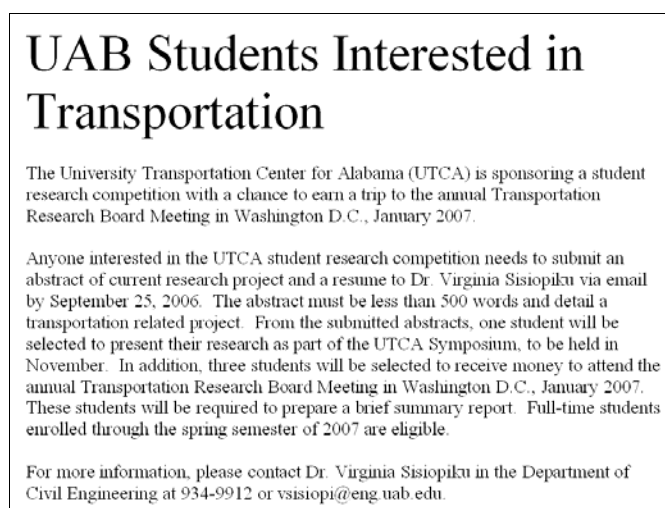 UAB Students Interested in
Transportation
The University Transportation Center for Alabama (UTCA) is sponsoring a student
research competition with a chance to earn a trip to the annual Transportation
Research Board Meeting in Washington D.C., January 2007.
Anyone interested in the UTCA student research competition needs to submit an
abstract of current research project and a resume to Dr. Virginia Sisiopiku via email
by September 25, 2006.  The abstract must be less than 500 words and detail a
transportation related project.  From the submitted abstracts, one student will be
selected to present their research as part of the UTCA Symposium, to be held in
November.  In addition, three students will be selected to receive money to attend the
annual Transportation Research Board Meeting in Washington D.C., January 2007.
These students will be required to prepare a brief summary report.  Full-time students
enrolled through the spring semester of 2007 are eligible.
For more information, please contact Dr. Virginia Sisiopiku in the Department of
Civil Engineering at 934-9912 or vsisiopi@eng.uab.edu.